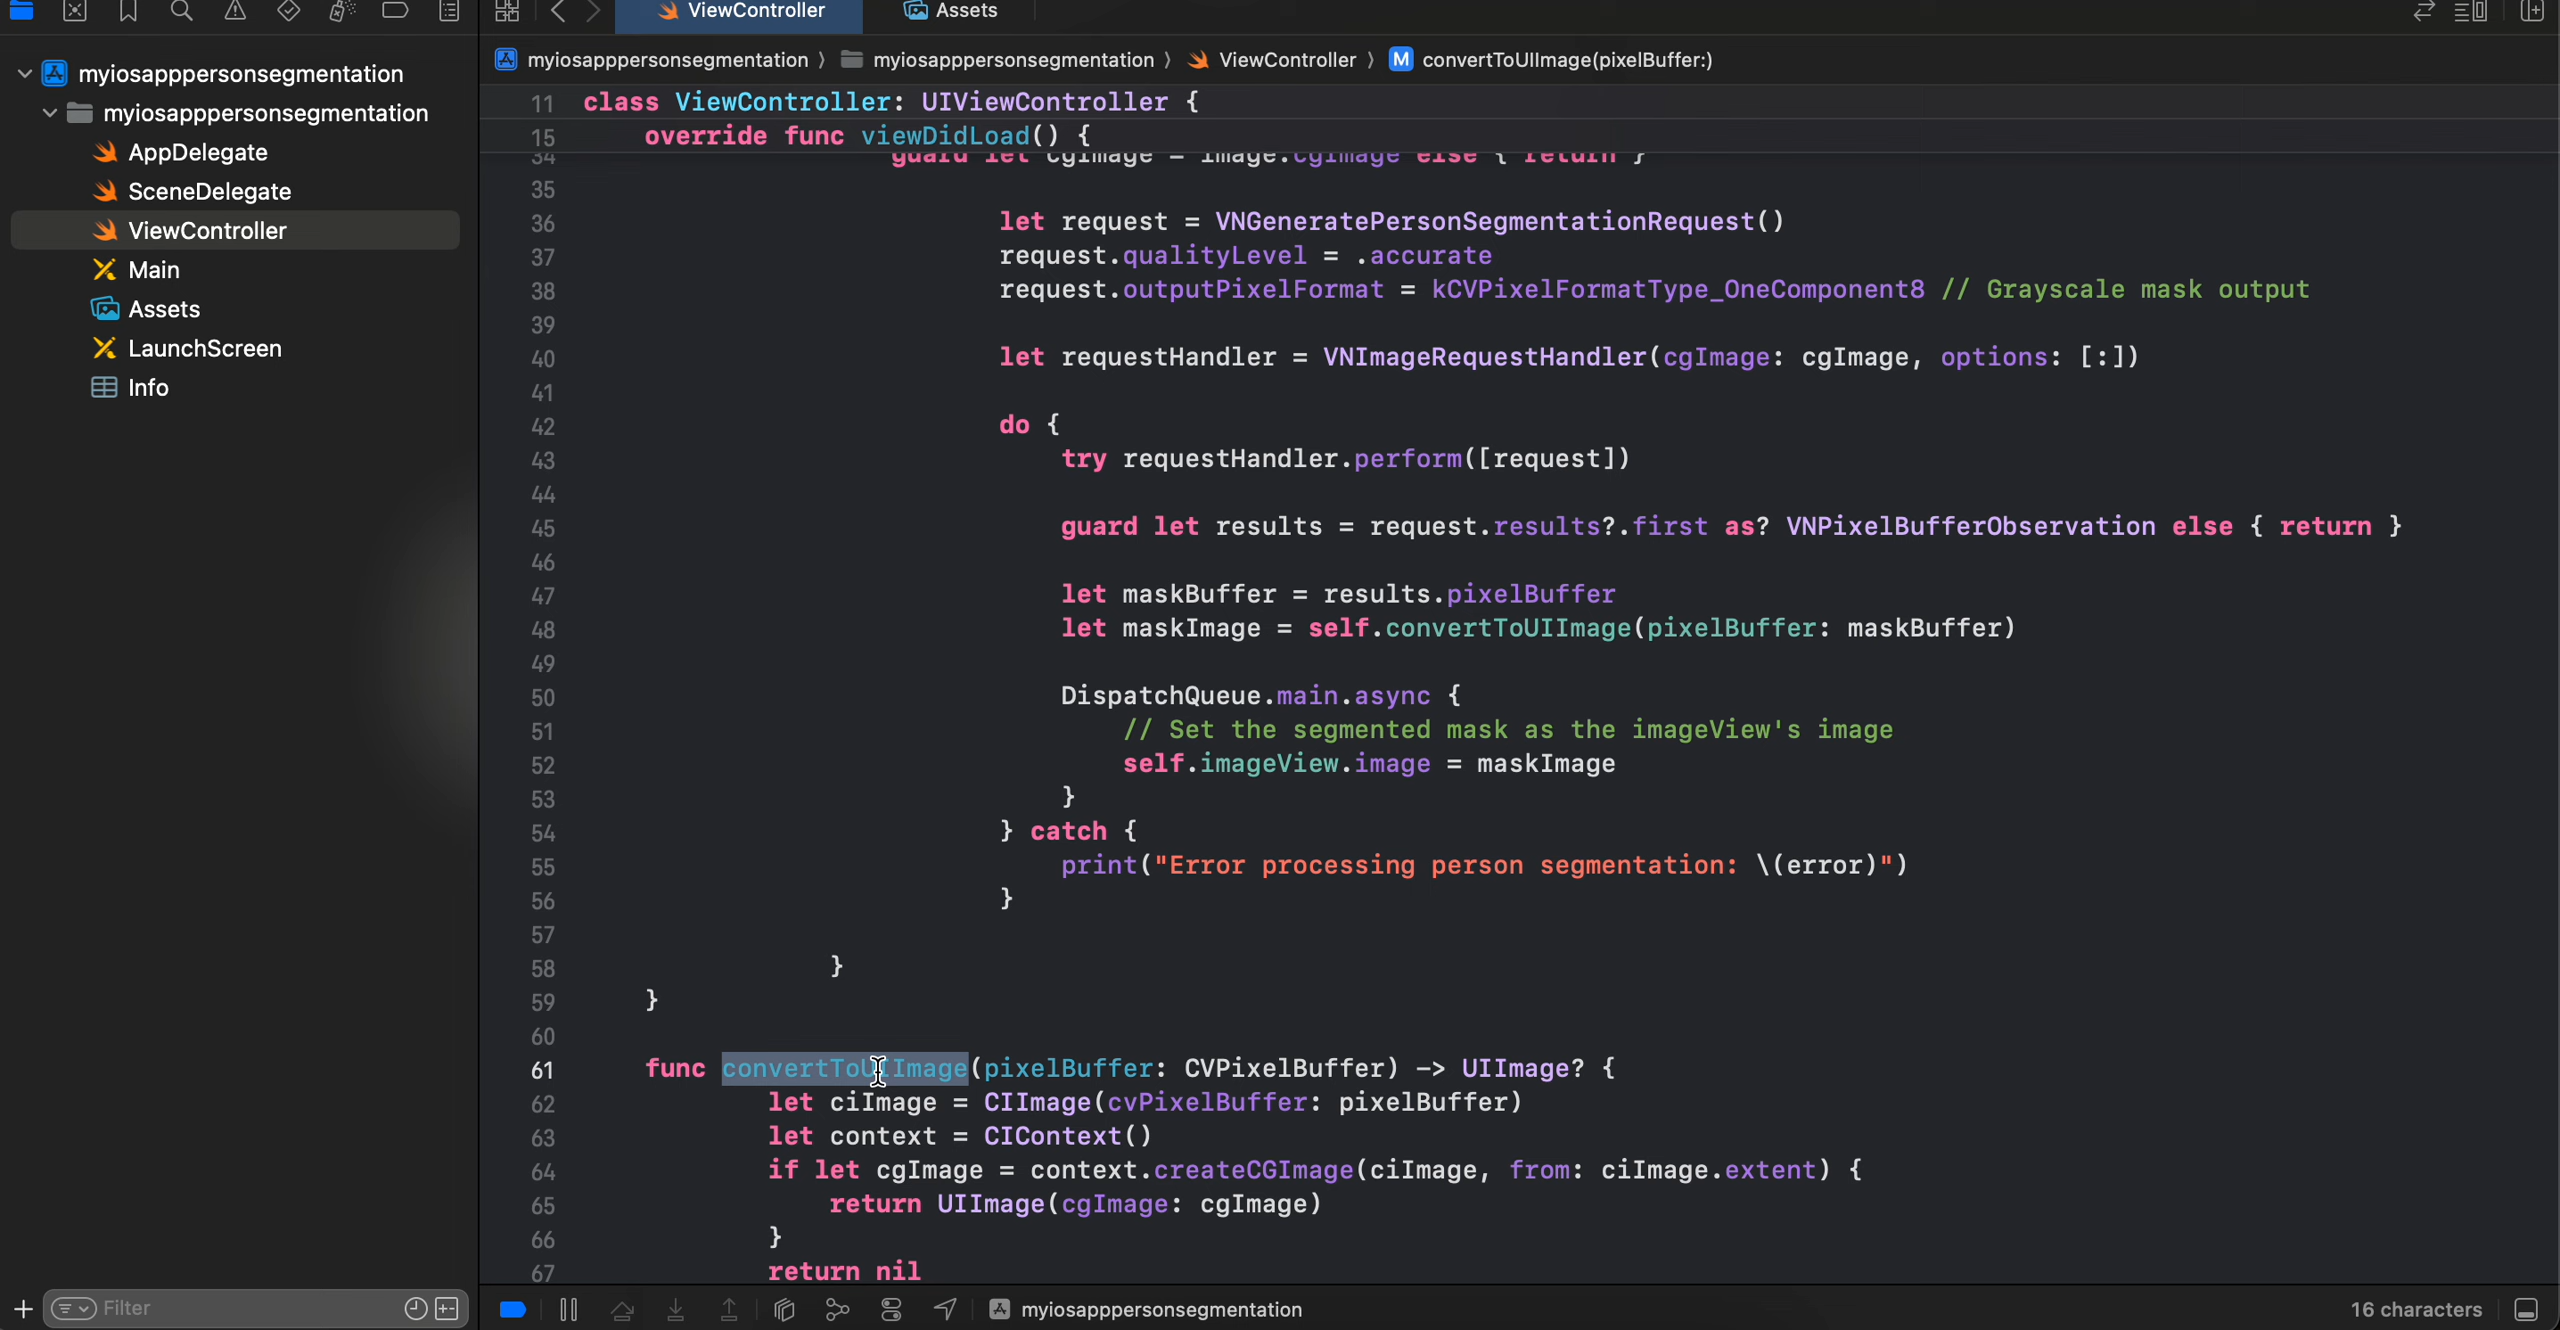 ViewController
Assets
myiosapppersonsegmentation
myiosapppersonsegmentation
AppDelegate
SceneDelegate
ViewController
Main
Assets
LaunchScreen
Info
Filter
myiosapppersonsegmentation 〉 myiosapppersonsegmentation 〉 ViewController 〉 M convertToUIImage(pixelBuffer:)
11 class ViewController: UIViewController {
15 override func viewDidLoad() {
34 guard let cgImage = image.cgImage else { return }
35
36 let request = VNGeneratePersonSegmentationRequest()
37 request.qualityLevel = .accurate
38 request.outputPixelFormat = kCVPixelFormatType_OneComponent8 // Grayscale mask output
39
40 let requestHandler = VNImageRequestHandler(cgImage: cgImage, options: [:])
41
42 do {
43 try requestHandler.perform([request])
44
45 guard let results = request.results?.first as? VNPixelBufferObservation else { return }
46
47 let maskBuffer = results.pixelBuffer
48 let maskImage = self.convertToUIImage(pixelBuffer: maskBuffer)
49
50 DispatchQueue.main.async {
51 // Set the segmented mask as the imageView's image
52 self.imageView.image = maskImage
53 }
54 } catch {
55 print("Error processing person segmentation: \(error)")
56 }
57
58 }
59 }
60
61 func convertToUIImage(pixelBuffer: CVPixelBuffer) -> UIImage? {
62 let ciImage = CIImage(cvPixelBuffer: pixelBuffer)
63 let context = CIContext()
64 if let cgImage = context.createCGImage(ciImage, from: ciImage.extent) {
65 return UIImage(cgImage: cgImage)
66 }
67 return nil
myiosapppersonsegmentation
16 characters